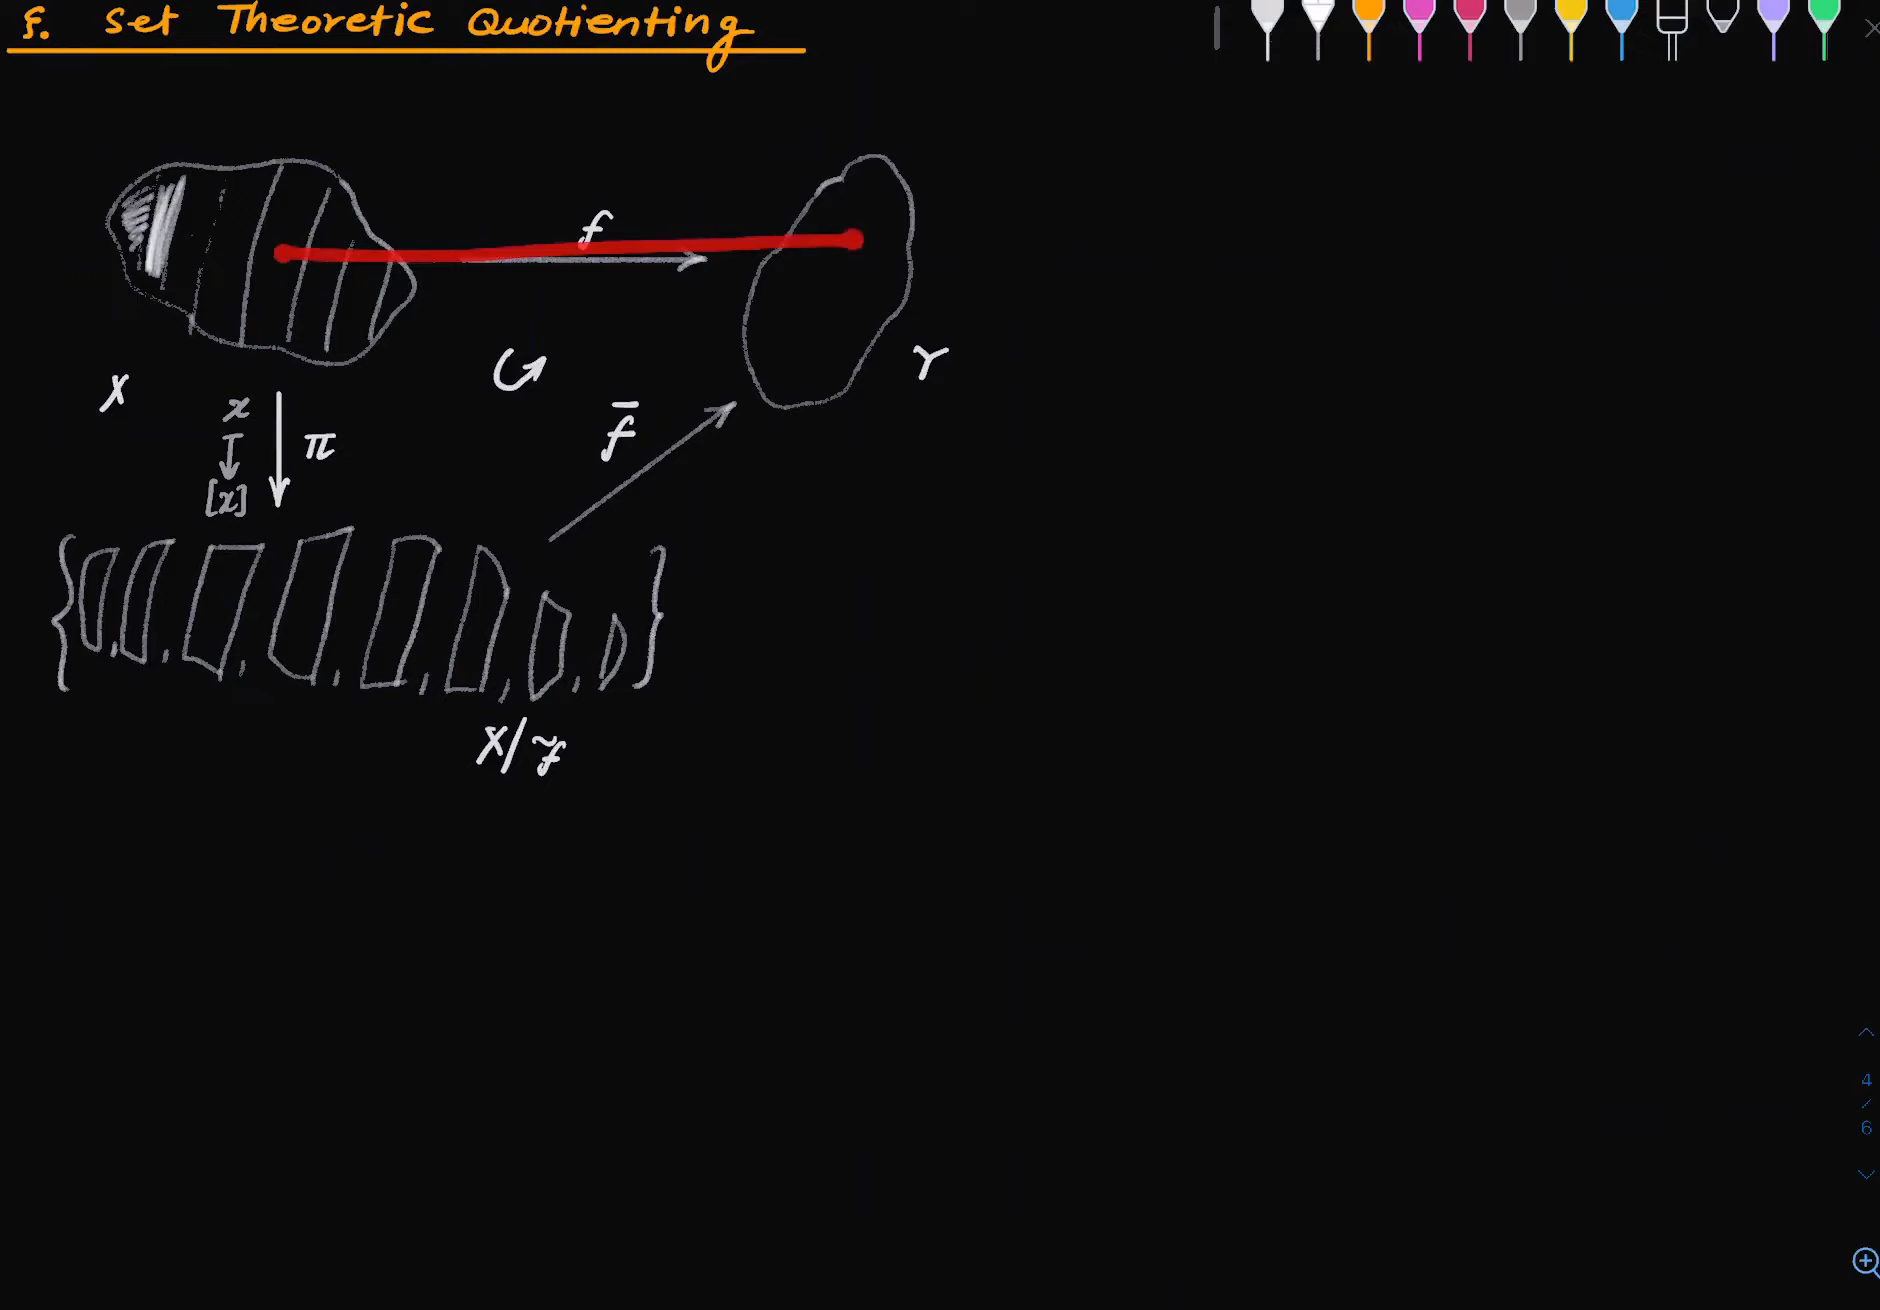 §. Set Theoretic Quotienting
f
X
Y
x
↧
[x]
π
f̄
{ , , , , , , , }
X/~f
4
/
6